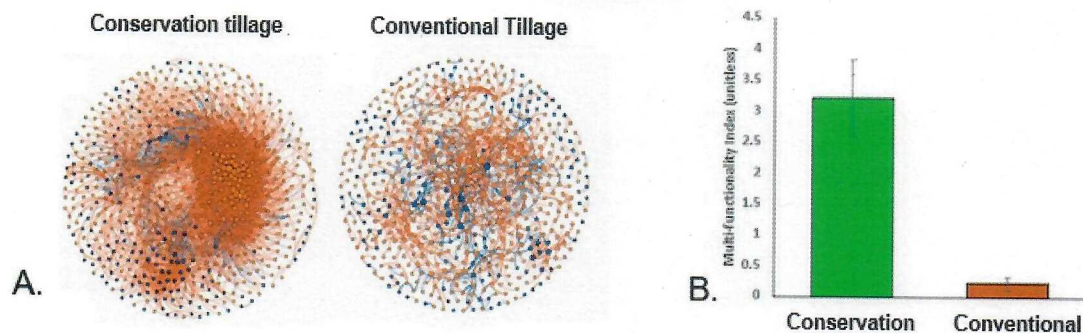 Conservation tillage
Conventional Tillage
A.
Multi-functionality Index (unitless)
4.5
4
3.5
3
2.5
2
1.5
1
0.5
0
B.
Conservation
Conventional